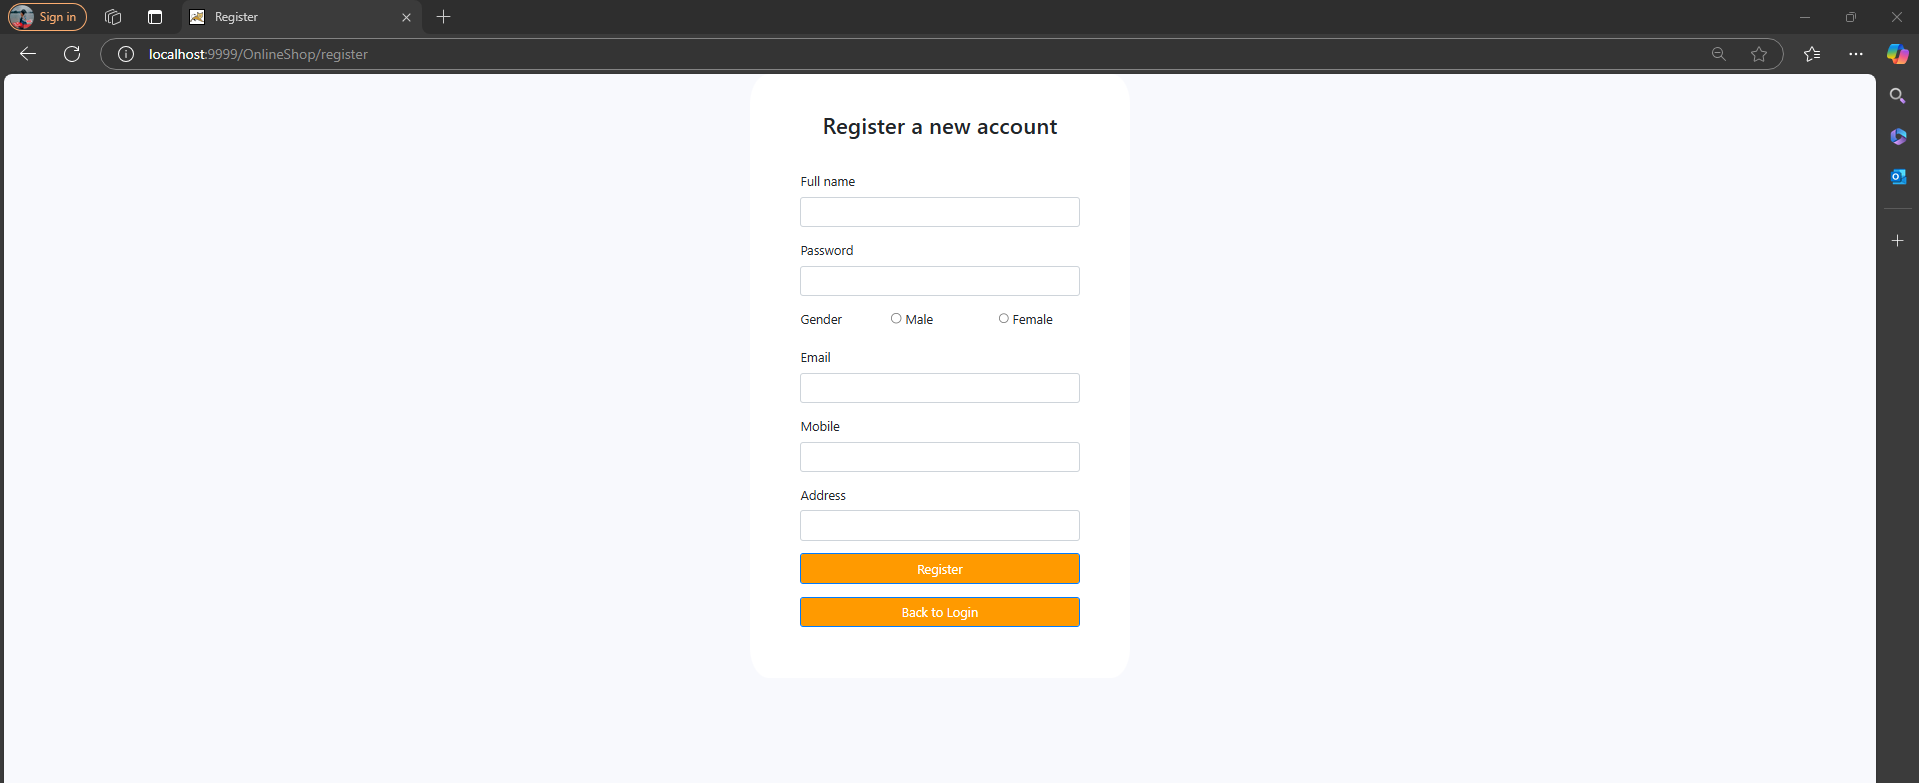 Sign in
Register
localhost:9999/OnlineShop/register
Register a new account
Full name
Password
Gender Male Female
Email
Mobile
Address
Register
Back to Login